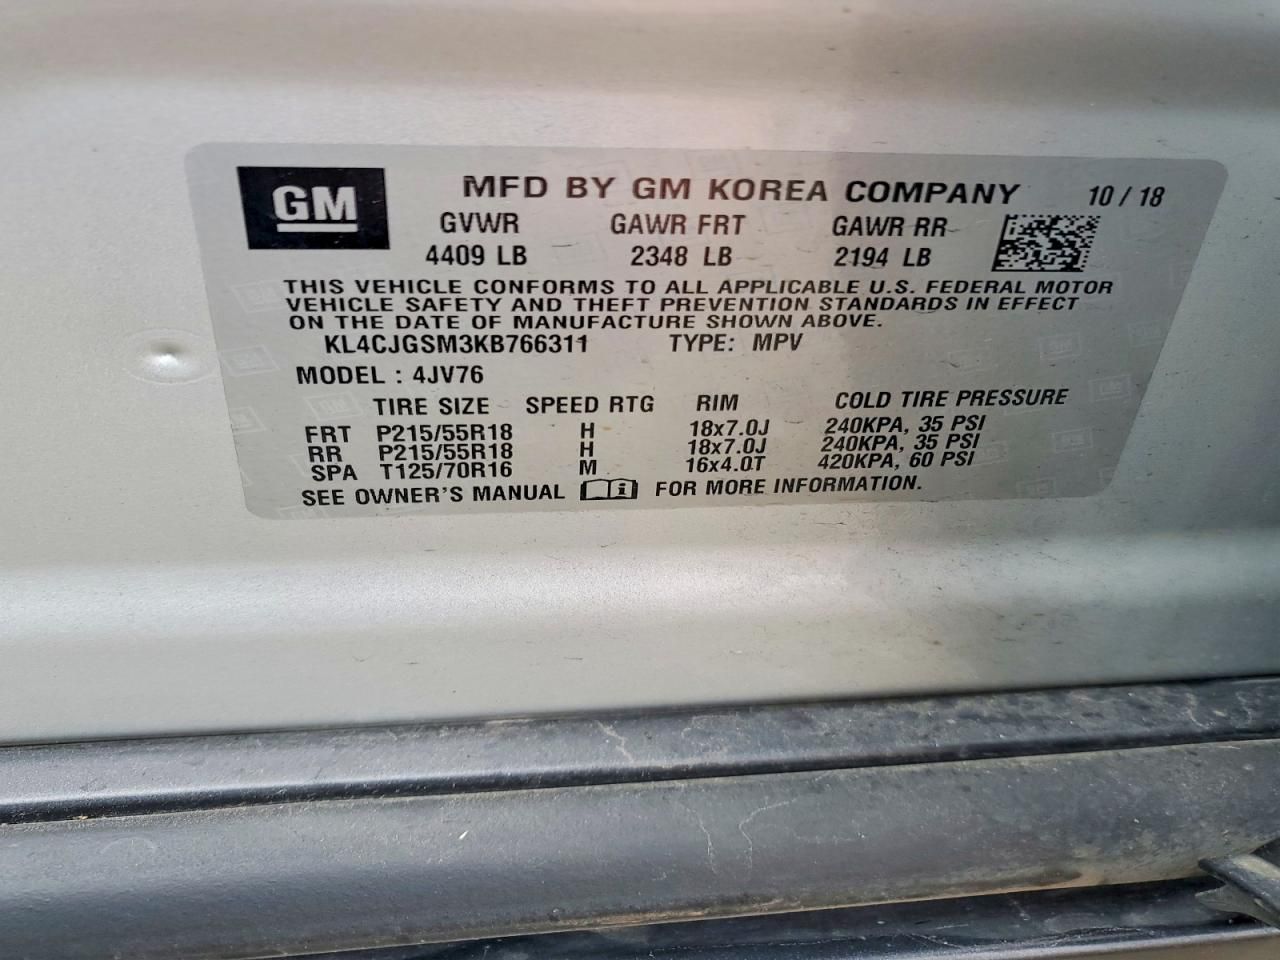 GM MFD BY GM KOREA COMPANY 10 / 18
GVWR GAWR FRT GAWR RR
4409 LB 2348 LB 2194 LB
THIS VEHICLE CONFORMS TO ALL APPLICABLE U.S. FEDERAL MOTOR
VEHICLE SAFETY AND THEFT PREVENTION STANDARDS IN EFFECT
ON THE DATE OF MANUFACTURE SHOWN ABOVE.
KL4CJGSM3KB766311 TYPE: MPV
MODEL : 4JV76
TIRE SIZE SPEED RTG RIM COLD TIRE PRESSURE
FRT P215/55R18 H 18x7.0J 240KPA, 35 PSI
RR P215/55R18 H 18x7.0J 240KPA, 35 PSI
SPA T125/70R16 M 16x4.0T 420KPA, 60 PSI
SEE OWNER'S MANUAL i FOR MORE INFORMATION.